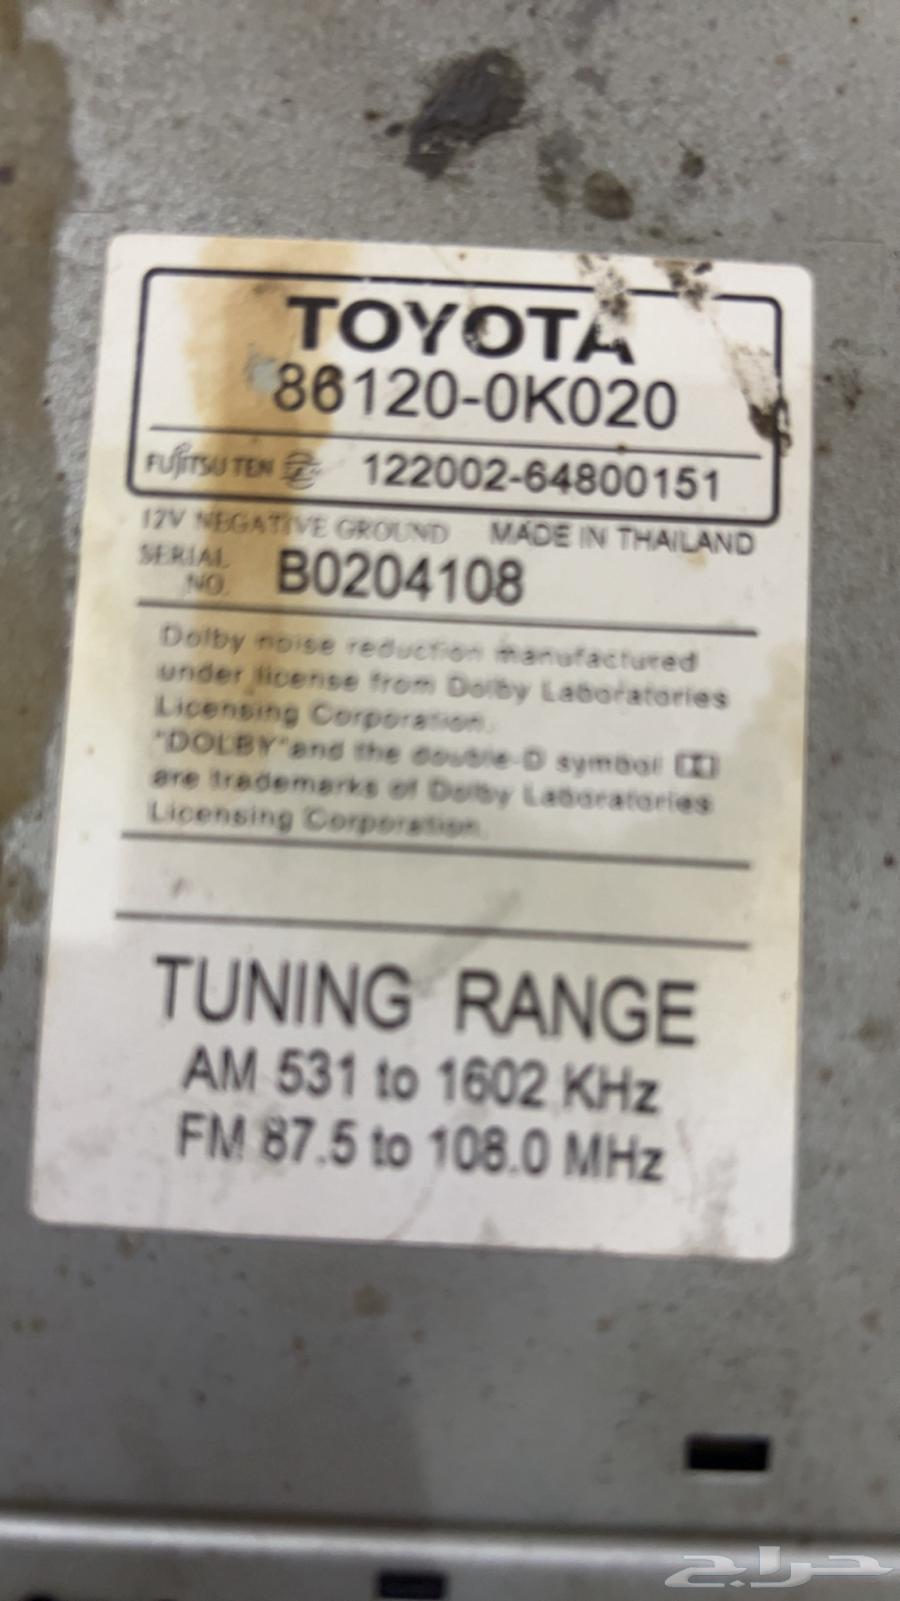 TOYOTA
86120-0K020
FUJITSU TEN 122002-64800151
12V NEGATIVE GROUND MADE IN THAILAND
SERIAL NO. B0204108
Dolby noise reduction manufactured
under license from Dolby Laboratories
Licensing Corporation.
"DOLBY"and the double-D symbol
are trademarks of Dolby Laboratories
Licensing Corporation.
TUNING RANGE
AM 531 to 1602 KHz
FM 87.5 to 108.0 MHz
حراج